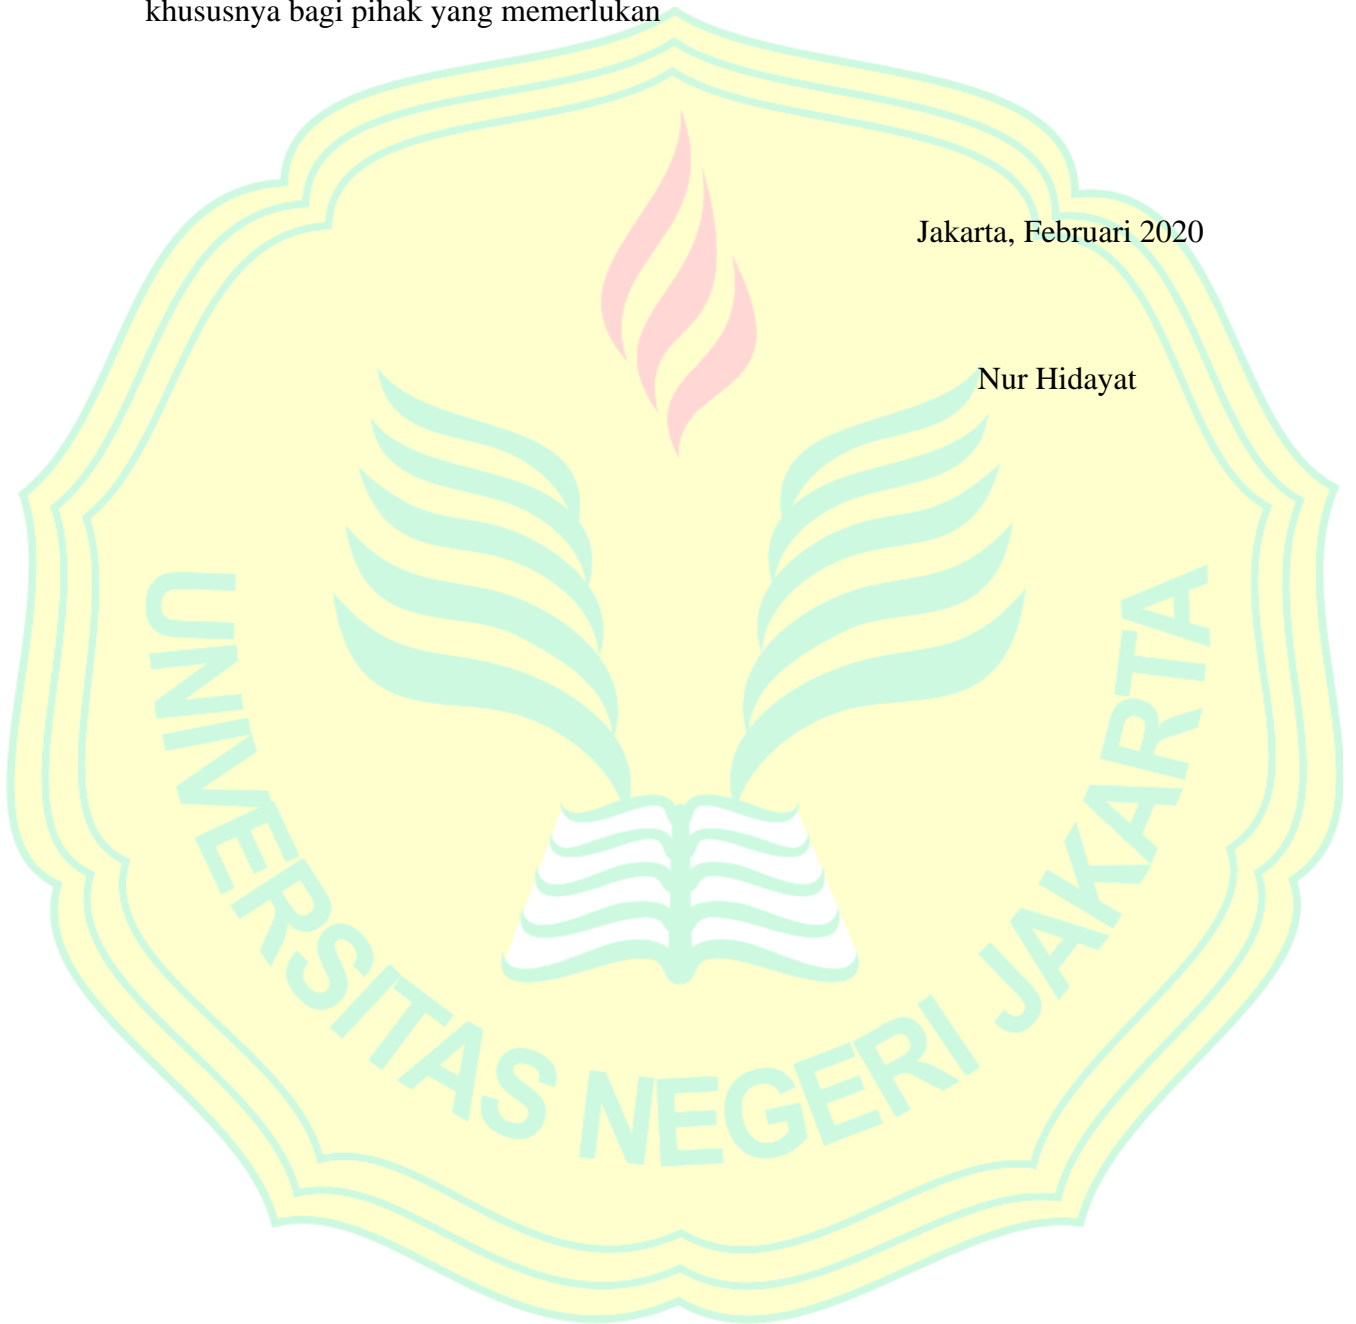 khususnya bagi pihak yang memerlukan
Jakarta, Februari 2020
Nur Hidayat
UNIVERSITAS NEGERI JAKARTA